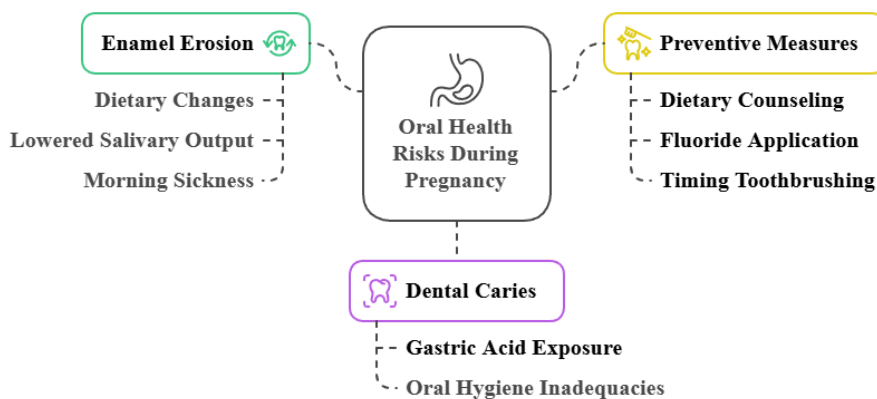 Enamel Erosion
Dietary Changes
Lowered Salivary Output
Morning Sickness
Oral Health
Risks During
Pregnancy
Preventive Measures
Dietary Counseling
Fluoride Application
Timing Toothbrushing
Dental Caries
Gastric Acid Exposure
Oral Hygiene Inadequacies